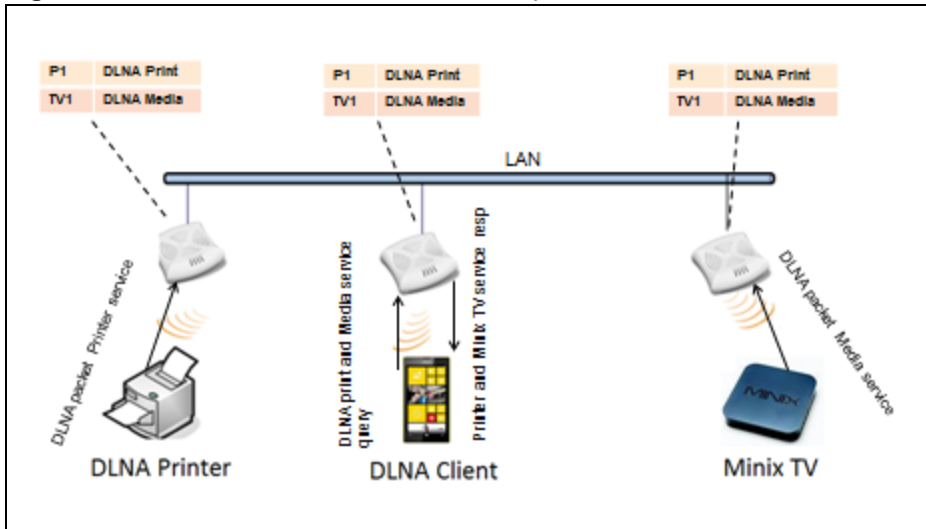 P1 DLNA Print
TV1 DLNA Media
P1 DLNA Print
TV1 DLNA Media
P1 DLNA Print
TV1 DLNA Media
LAN
DLNA packet Printer service
DLNA print and Media service
query
Printer and Minix TV service resp
DLNA packet Media service
MINIX
DLNA Printer
DLNA Client
Minix TV